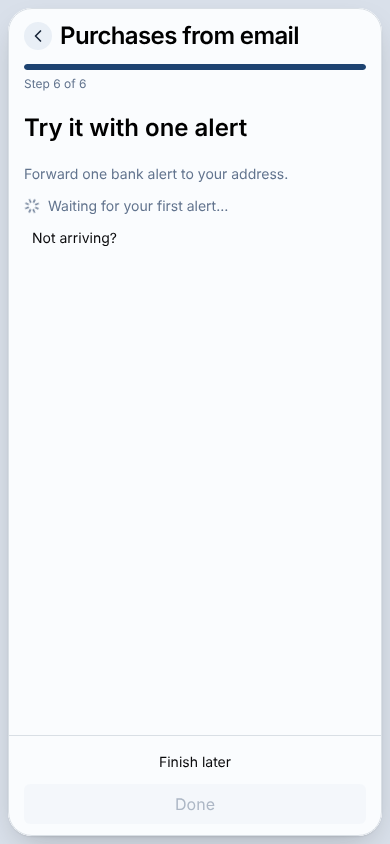 Purchases from email
Step 6 of 6
Try it with one alert
Forward one bank alert to your address.
Waiting for your first alert...
Not arriving?
Finish later
Done